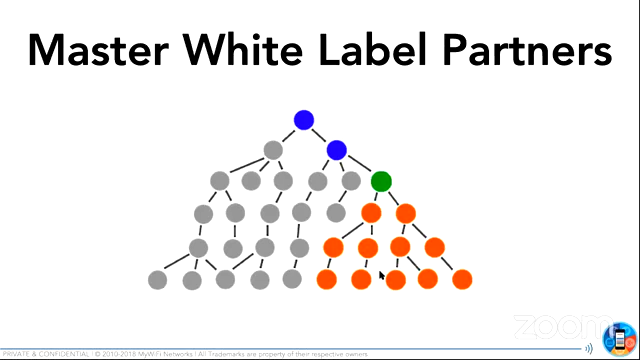 Master White Label Partners
zoom
PRIVATE & CONFIDENTIAL | © 2010-2018 MyWiFi Networks | All Trademarks are property of their respective owners